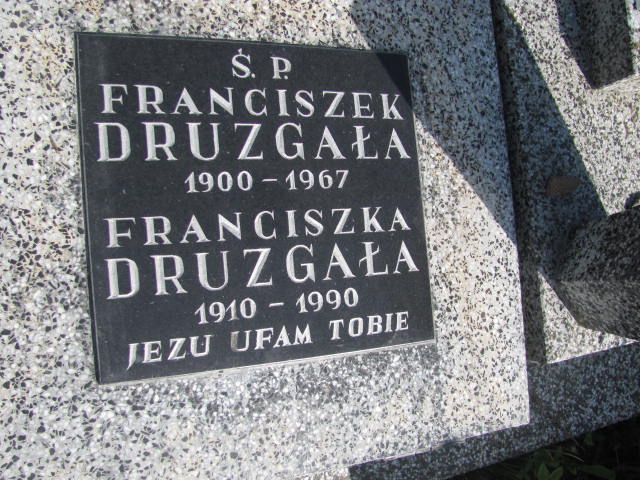 Ś. P.
FRANCISZEK
DRUZGAŁA
1900 – 1967
FRANCISZKA
DRUZGAŁA
1910 – 1990
JEZU UFAM TOBIE